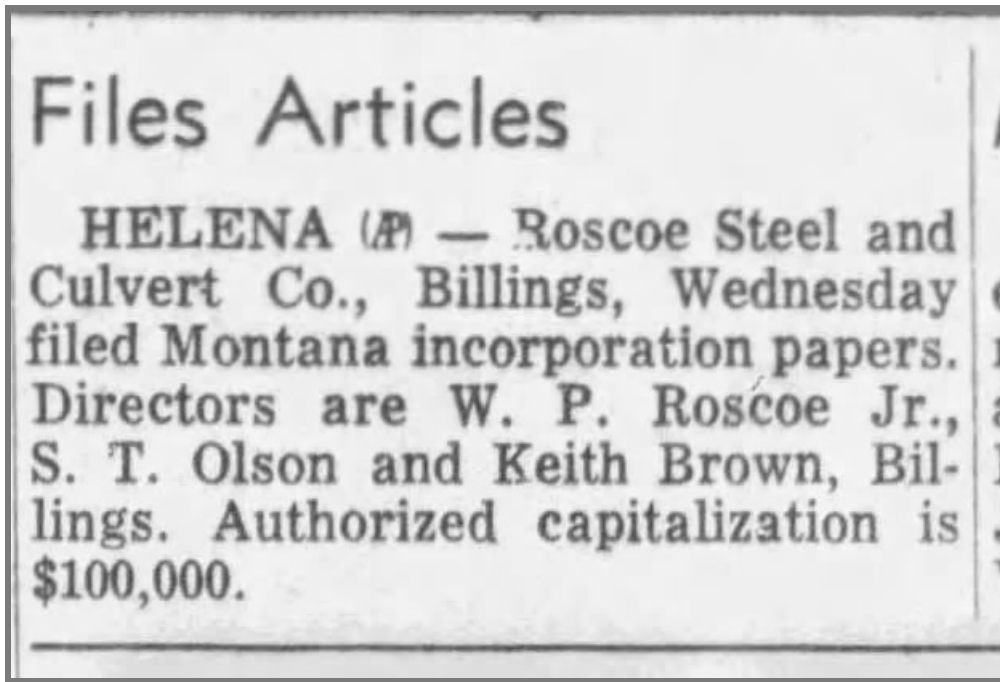 Files Articles
HELENA (AP) — Roscoe Steel and
Culvert Co., Billings, Wednesday
filed Montana incorporation papers.
Directors are W. P. Roscoe Jr.,
S. T. Olson and Keith Brown, Bil-
lings. Authorized capitalization is
$100,000.